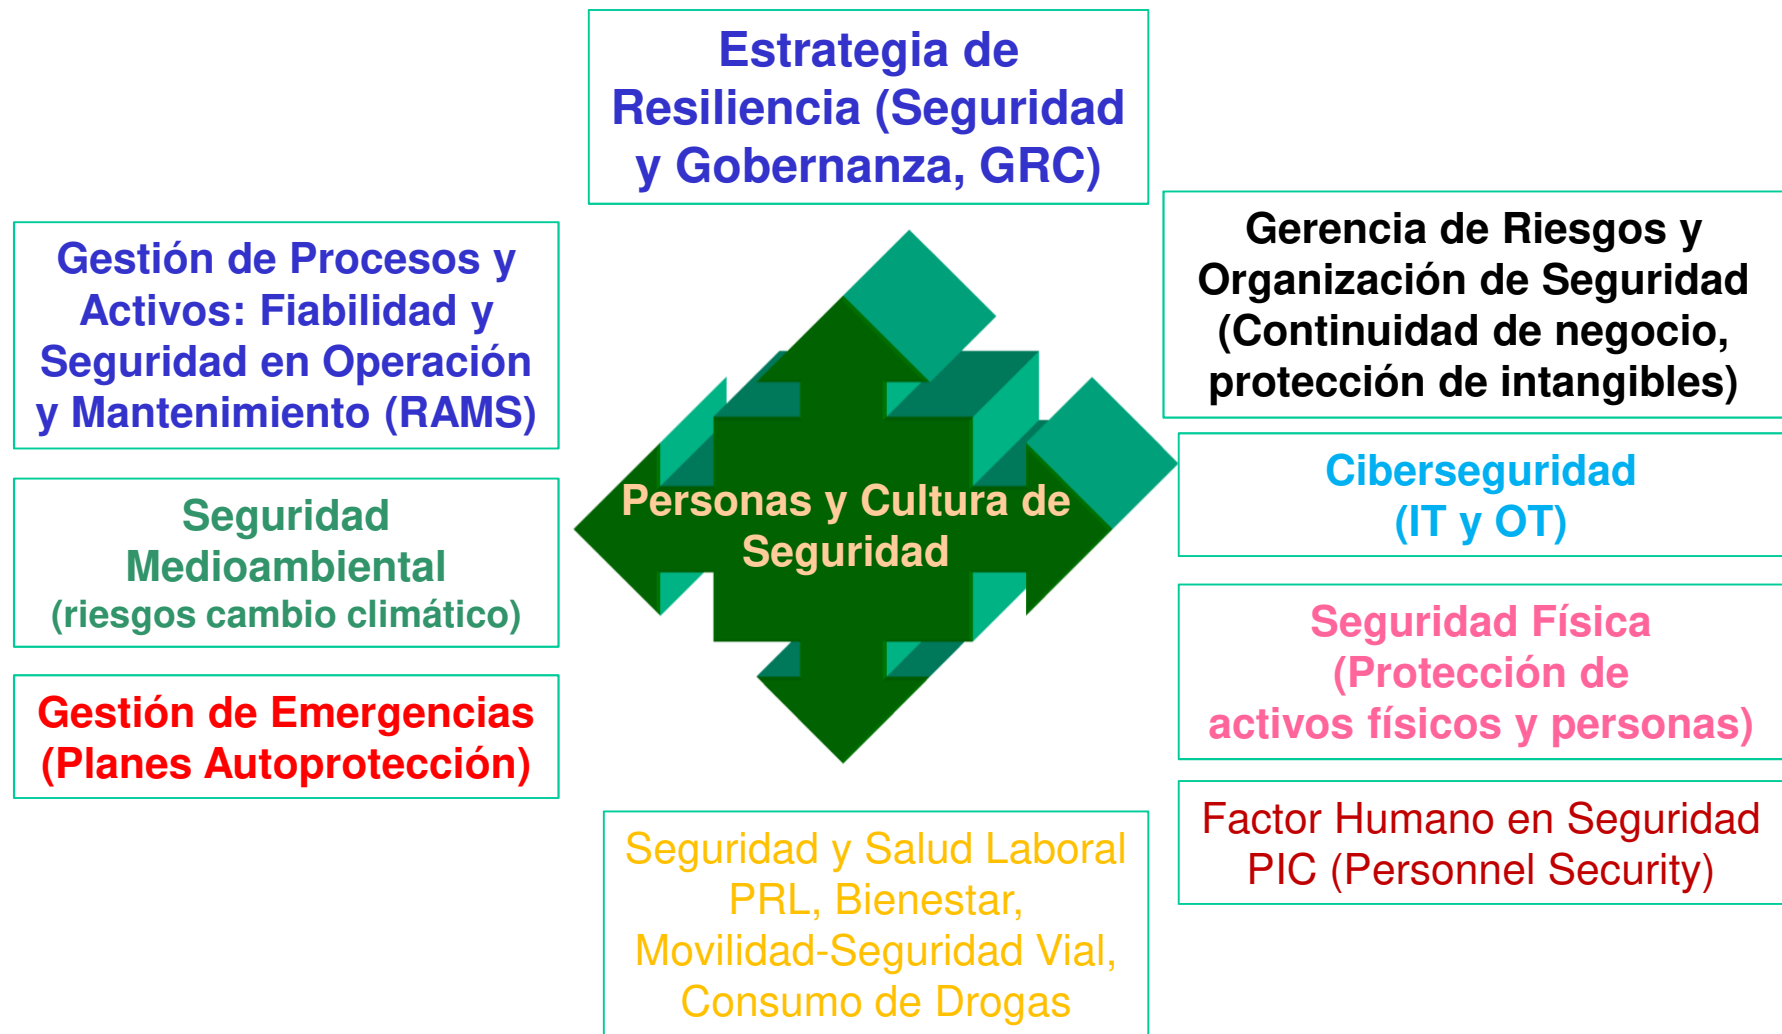 Estrategia de
Resiliencia (Seguridad
y Gobernanza, GRC)
Gestión de Procesos y
Activos: Fiabilidad y
Seguridad en Operación
y Mantenimiento (RAMS)
Seguridad
Medioambiental
(riesgos cambio climático)
Gestión de Emergencias
(Planes Autoprotección)
Personas y Cultura de
Seguridad
Gerencia de Riesgos y
Organización de Seguridad
(Continuidad de negocio,
protección de intangibles)
Ciberseguridad
(IT y OT)
Seguridad Física
(Protección de
activos físicos y personas)
Factor Humano en Seguridad
PIC (Personnel Security)
Seguridad y Salud Laboral
PRL, Bienestar,
Movilidad-Seguridad Vial,
Consumo de Drogas